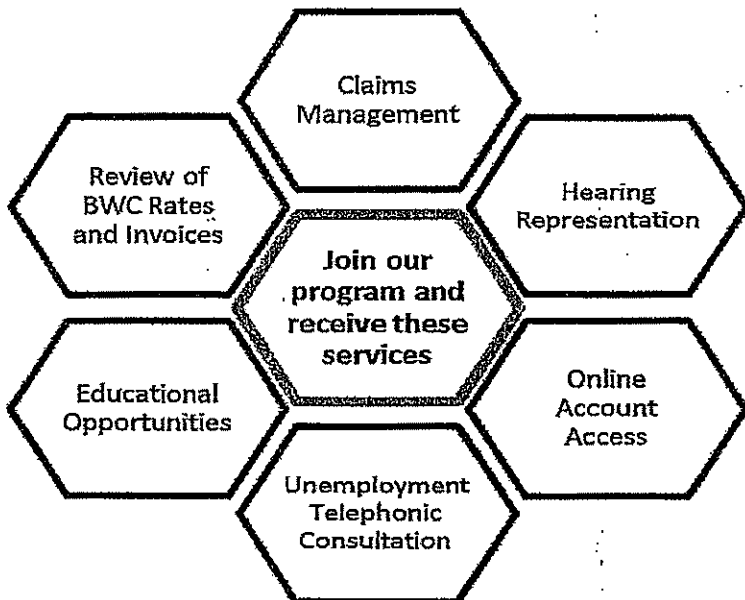 Claims
Management
Review of
BWC Rates
and Invoices
Hearing
Representation
Join our
program and
receive these
services
Educational
Opportunities
Online
Account
Access
Unemployment
Telephonic
Consultation